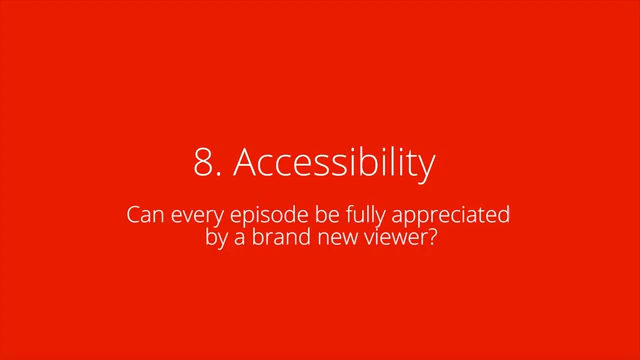 8. Accessibility
Can every episode be fully appreciated
by a brand new viewer?